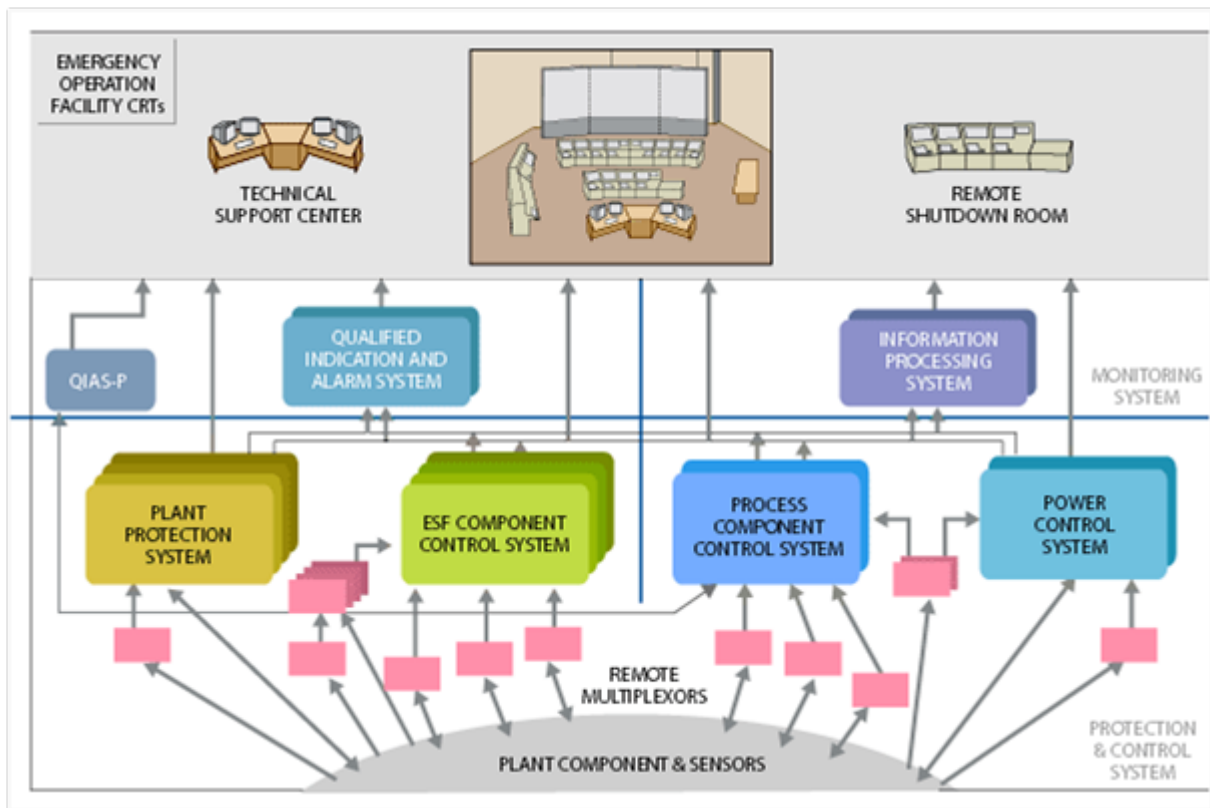 EMERGENCY
OPERATION
FACILITY CRTs
TECHNICAL
SUPPORT CENTER
REMOTE
SHUTDOWN ROOM
QIAS-P
QUALIFIED
INDICATION AND
ALARM SYSTEM
INFORMATION
PROCESSING
SYSTEM
MONITORING
SYSTEM
PLANT
PROTECTION
SYSTEM
ESF COMPONENT
CONTROL SYSTEM
PROCESS
COMPONENT
CONTROL SYSTEM
POWER
CONTROL
SYSTEM
REMOTE
MULTIPLEXORS
PLANT COMPONENT & SENSORS
PROTECTION
& CONTROL
SYSTEM